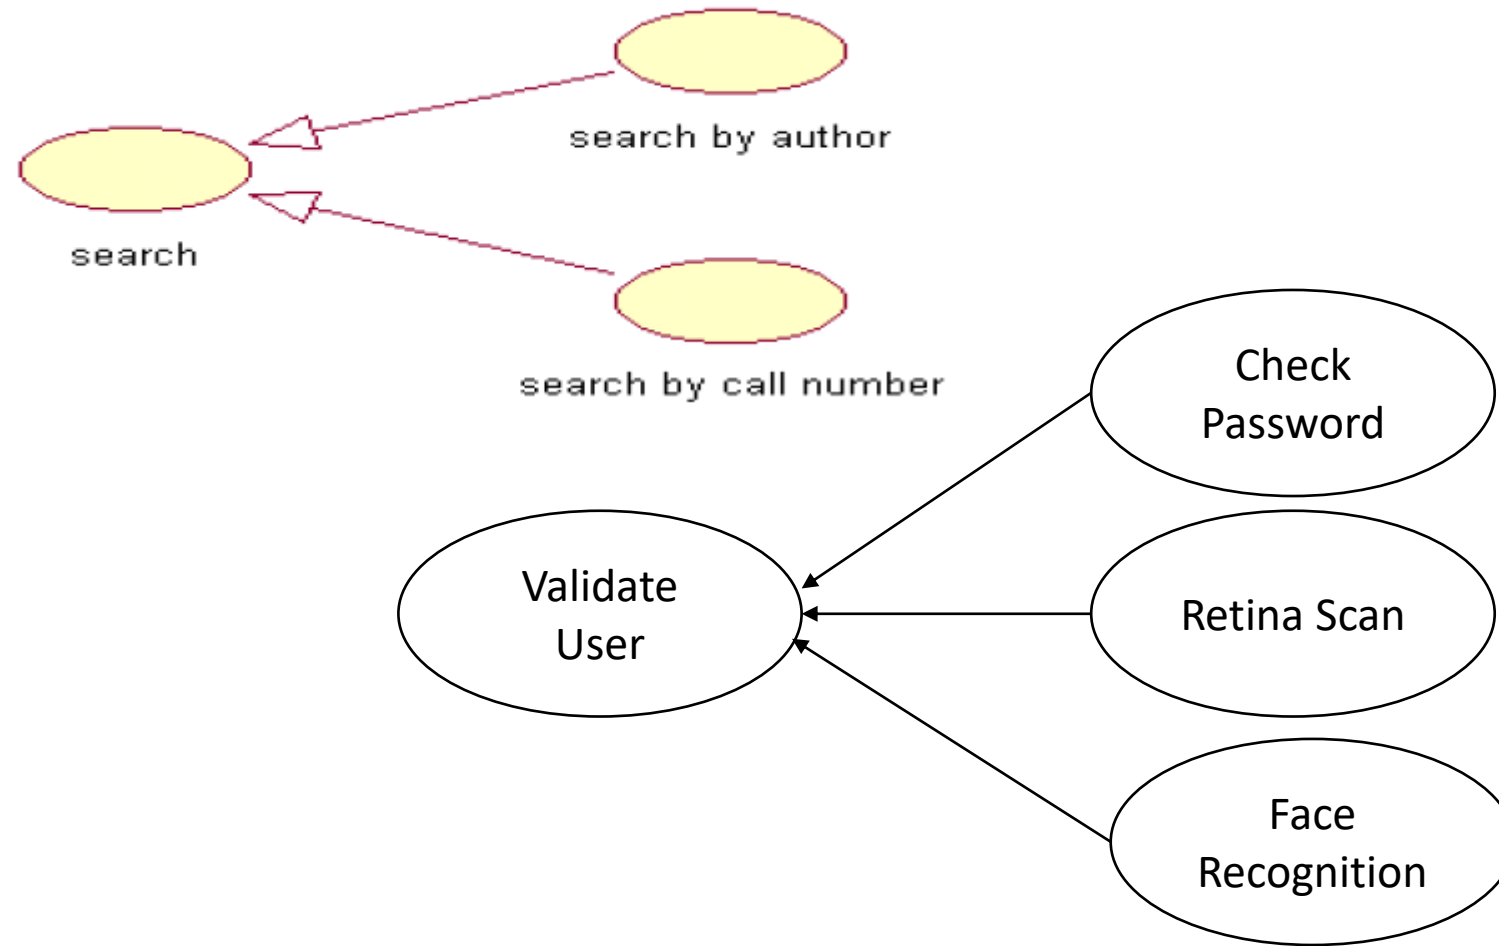 search by author
search
search by call number
Check
Password
Validate
User
Retina Scan
Face
Recognition